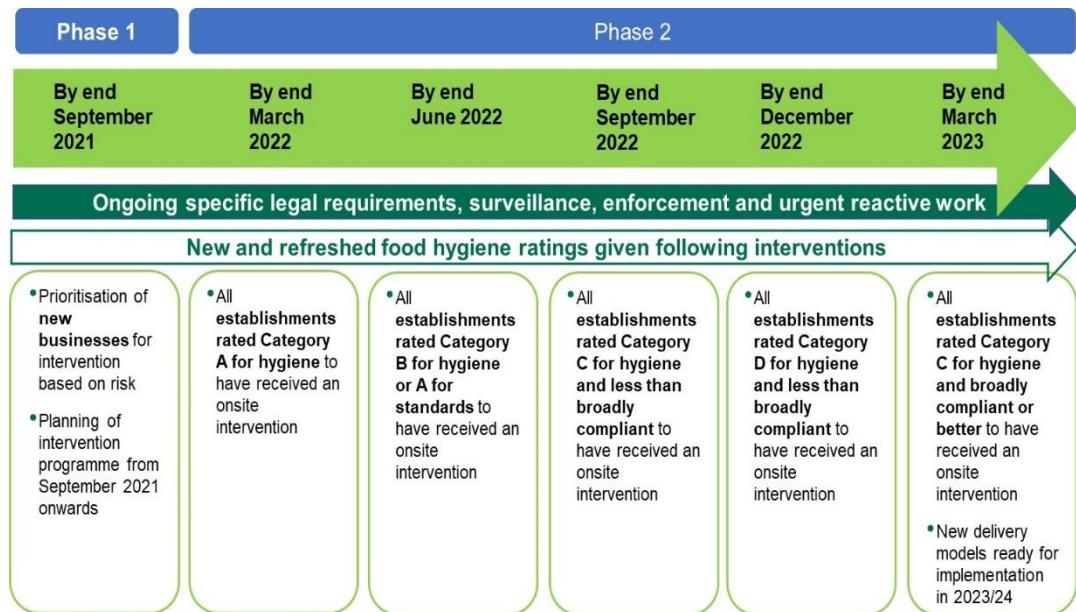 Phase 1
Phase 2
By end
September
2021
By end
March
2022
By end
June 2022
By end
September
2022
By end
December
2022
By end
March
2023
Ongoing specific legal requirements, surveillance, enforcement and urgent reactive work
New and refreshed food hygiene ratings given following interventions
•Prioritisation of
new
businesses for
intervention
based on risk
•Planning of
intervention
programme from
September 2021
onwards
•All
establishments
rated Category
A for hygiene to
have received an
onsite
intervention
•All
establishments
rated Category
B for hygiene
or A for
standards to
have received an
onsite
intervention
•All
establishments
rated Category
C for hygiene
and less than
broadly
compliant to
have received an
onsite
intervention
•All
establishments
rated Category
D for hygiene
and less than
broadly
compliant to
have received an
onsite
intervention
•All
establishments
rated Category
C for hygiene
and broadly
compliant or
better to have
received an
onsite
intervention
•New delivery
models ready for
implementation
in 2023/24